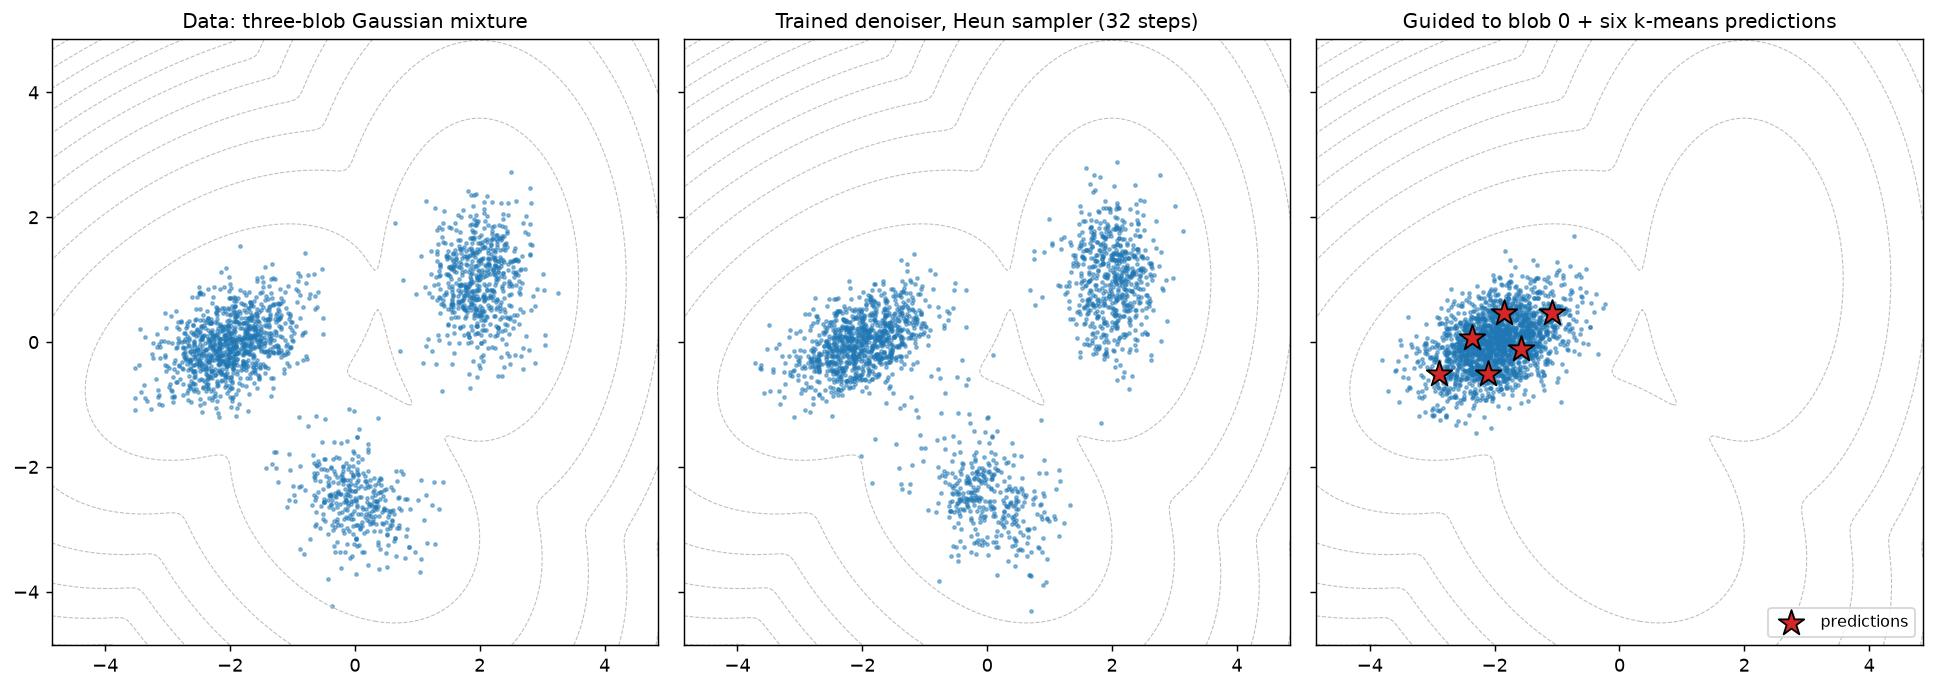 Data: three-blob Gaussian mixture
Trained denoiser, Heun sampler (32 steps)
Guided to blob 0 + six k-means predictions
4
2
0
−2
−4
predictions
−4 −2 0 2 4
−4 −2 0 2 4
−4 −2 0 2 4